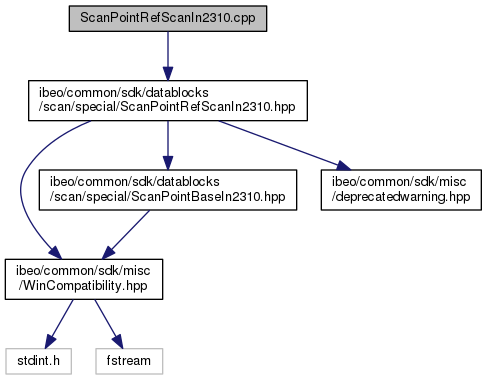 ScanPointRefScanIn2310.cpp
ibeo/common/sdk/datablocks
/scan/special/ScanPointRefScanIn2310.hpp
ibeo/common/sdk/datablocks
/scan/special/ScanPointBaseIn2310.hpp
ibeo/common/sdk/misc
/deprecatedwarning.hpp
ibeo/common/sdk/misc
/WinCompatibility.hpp
stdint.h
fstream